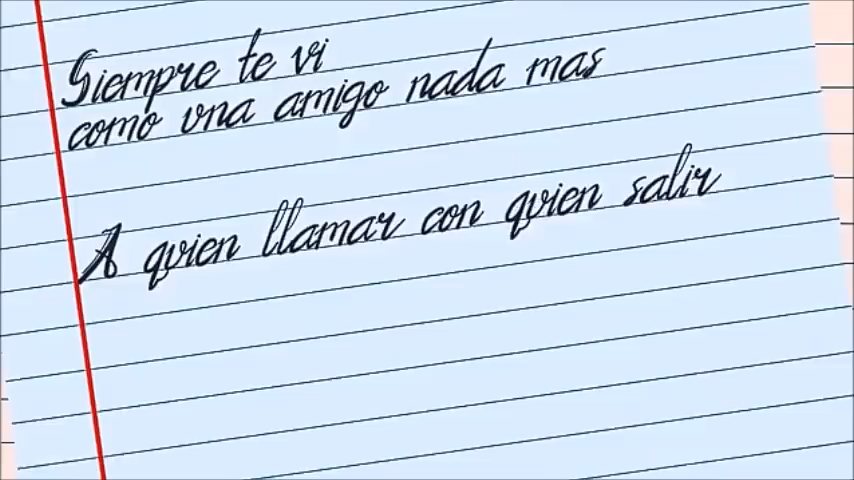 Siempre te vi
como una amigo nada mas
A quien llamar con quien salir